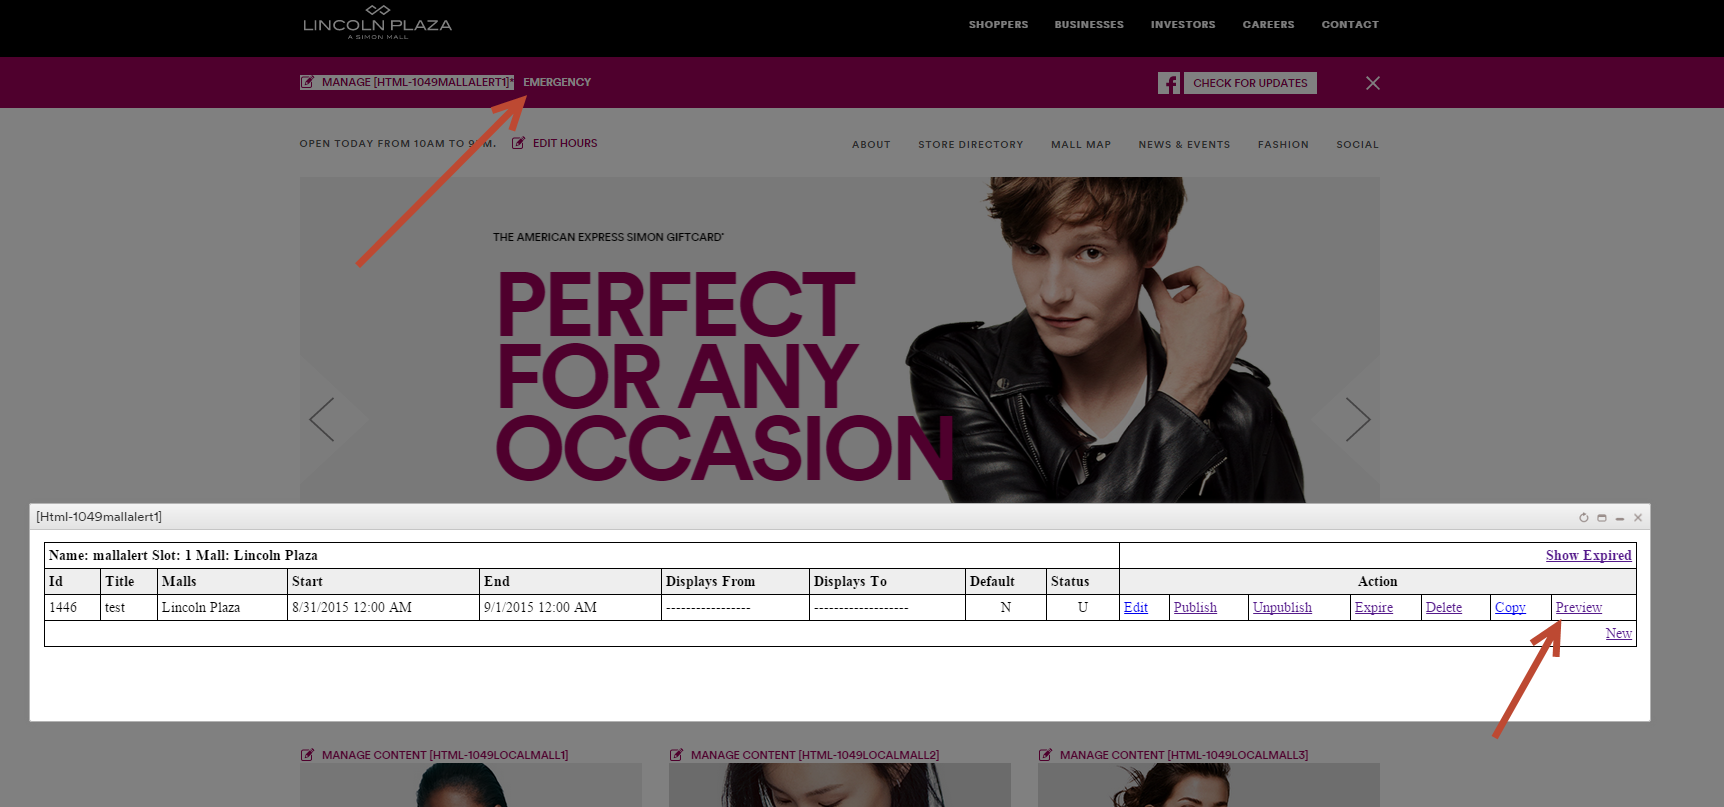 LINCOLN PLAZA
A SIMON MALL
SHOPPERS BUSINESSES INVESTORS CAREERS CONTACT
MANAGE [HTML-1049MALLALERT1]* EMERGENCY
CHECK FOR UPDATES
OPEN TODAY FROM 10AM TO 9PM. EDIT HOURS
ABOUT STORE DIRECTORY MALL MAP NEWS & EVENTS FASHION SOCIAL
THE AMERICAN EXPRESS SIMON GIFTCARD*
PERFECT
FOR ANY
OCCASION
[Html-1049mallalert1]
Name: mallalert Slot: 1 Mall: Lincoln Plaza Show Expired
Id Title Malls Start End Displays From Displays To Default Status Action
1446 test Lincoln Plaza 8/31/2015 12:00 AM 9/1/2015 12:00 AM ----------------- ------------------- N U Edit Publish Unpublish Expire Delete Copy Preview
New
MANAGE CONTENT [HTML-1049LOCALMALL1] MANAGE CONTENT [HTML-1049LOCALMALL2] MANAGE CONTENT [HTML-1049LOCALMALL3]